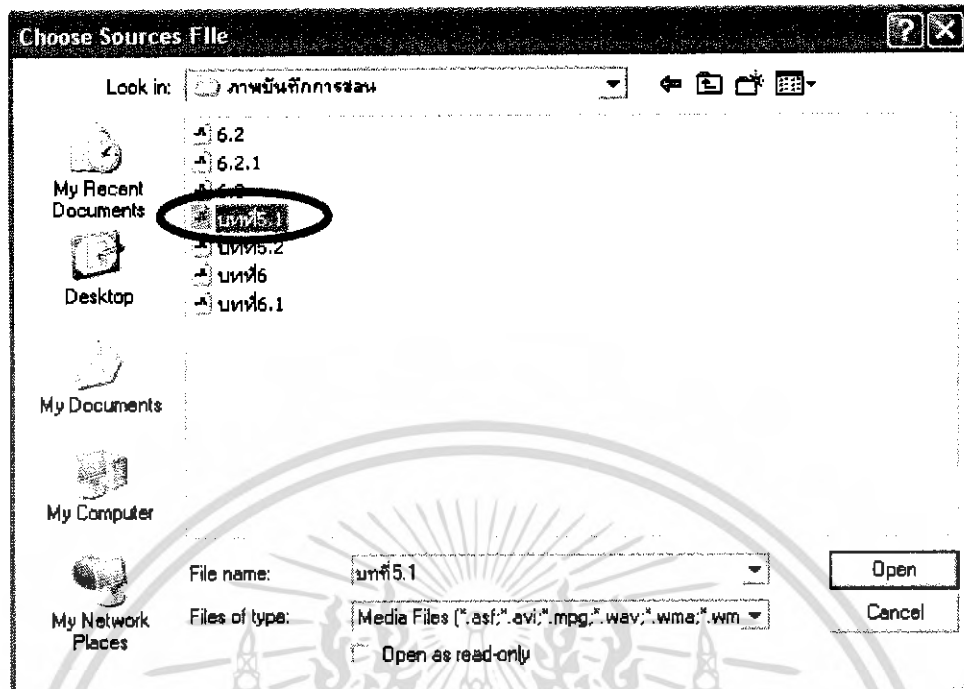 Choose Sources File
Look in: ภาพบันทึกการสอน
My Recent Documents
Desktop
My Documents
My Computer
My Network Places
6.2
6.2.1
บทที่5.1
บทที่5.2
บทที่6
บทที่6.1
File name: บทที่5.1
Open
Files of type: Media Files (*.asf;*.avi;*.mpg;*.wav;*.wma;*.wm
Cancel
Open as read-only